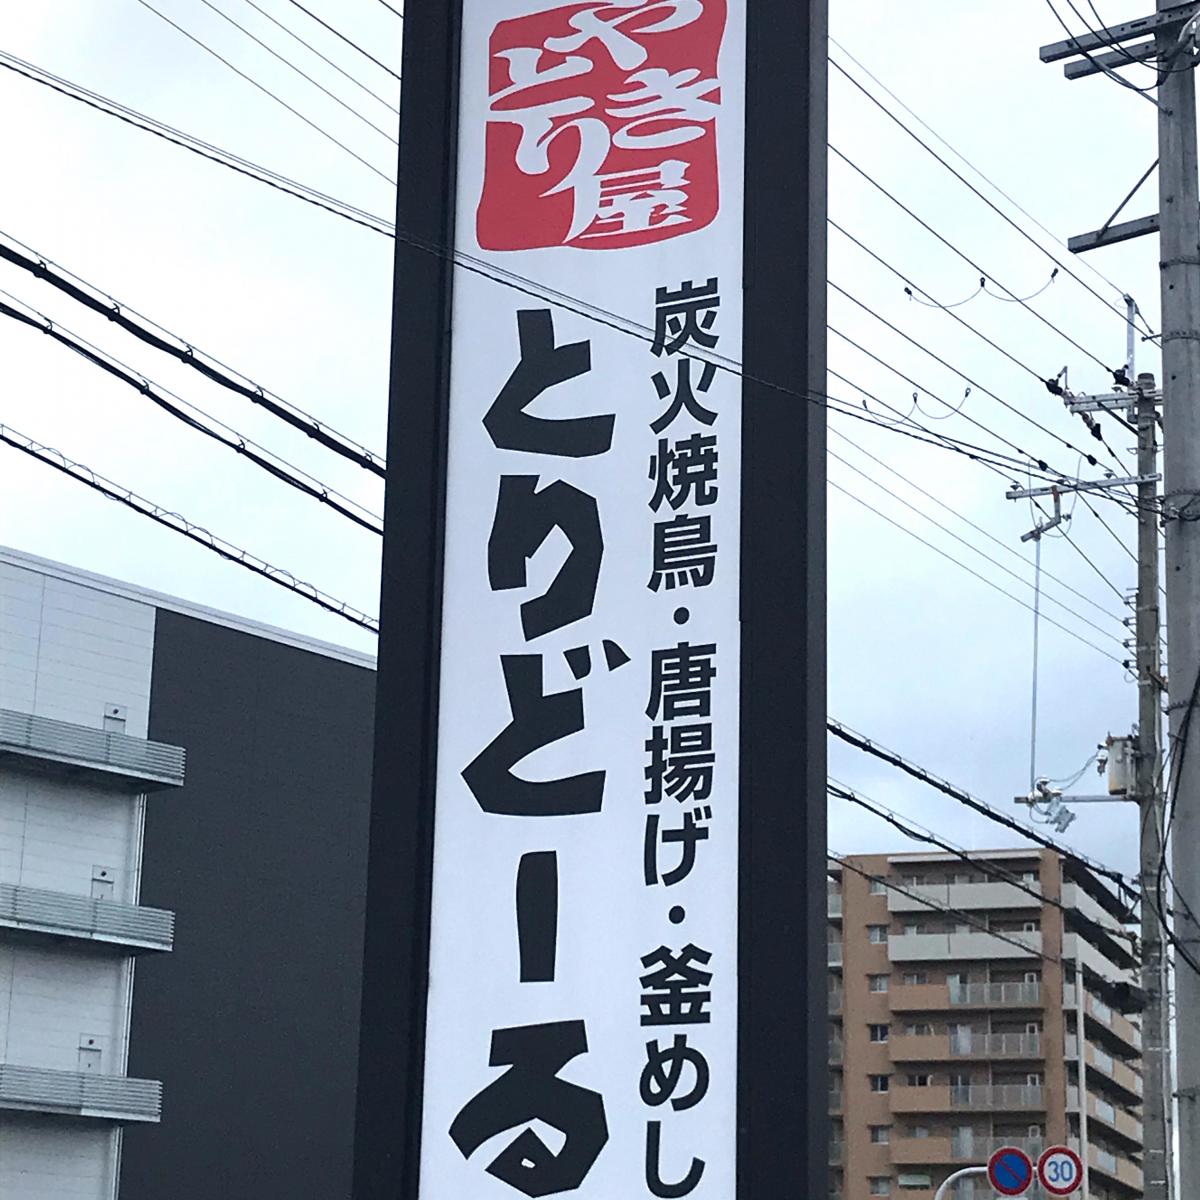 やき屋
とり
炭火焼鳥・唐揚げ・釜めし
とりどーる
30